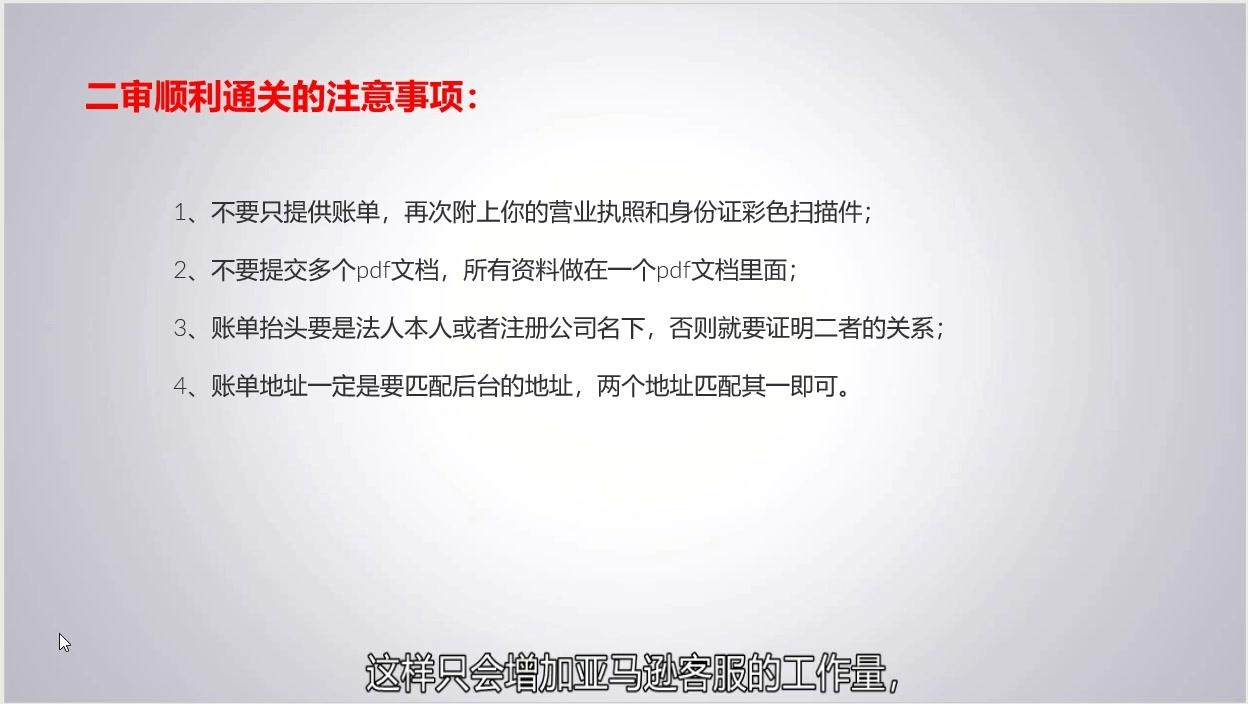 二审顺利通关的注意事项：
1、不要只提供账单，再次附上你的营业执照和身份证彩色扫描件；
2、不要提交多个pdf文档，所有资料做在一个pdf文档里面；
3、账单抬头要是法人本人或者注册公司名下，否则就要证明二者的关系；
4、账单地址一定是要匹配后台的地址，两个地址匹配其一即可。
这样只会增加亚马逊客服的工作量，